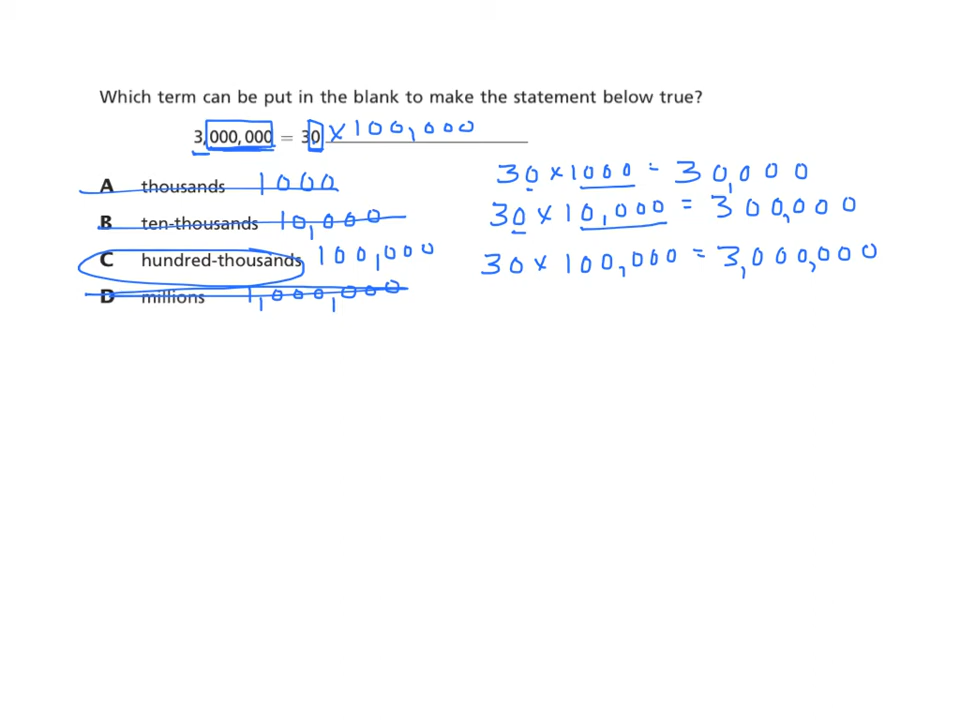 Which term can be put in the blank to make the statement below true?
3,000,000 = 30 × 100,000
A thousands 1000
30 × 1000 = 30,000
B ten-thousands 10,000
30 × 10,000 = 300,000
C hundred-thousands 100,000
30 × 100,000 = 3,000,000
D millions 1,000,000